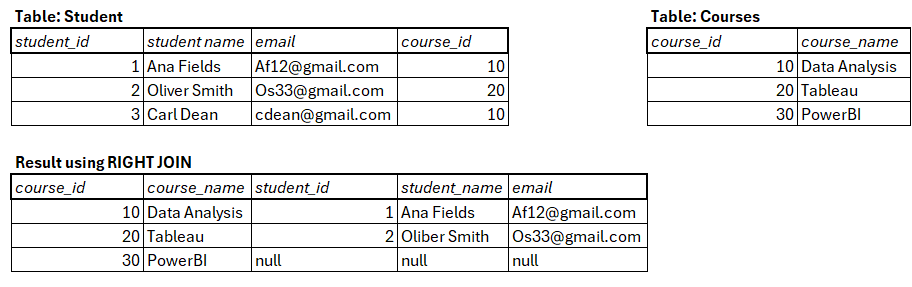 Table: Student Table: Courses
student_id student name email course_id course_id course_name
1 Ana Fields Af12@gmail.com 10 10 Data Analysis
2 Oliver Smith Os33@gmail.com 20 20 Tableau
3 Carl Dean cdean@gmail.com 10 30 PowerBI
Result using RIGHT JOIN
course_id course_name student_id student_name email
10 Data Analysis 1 Ana Fields Af12@gmail.com
20 Tableau 2 Oliber Smith Os33@gmail.com
30 PowerBI null null null